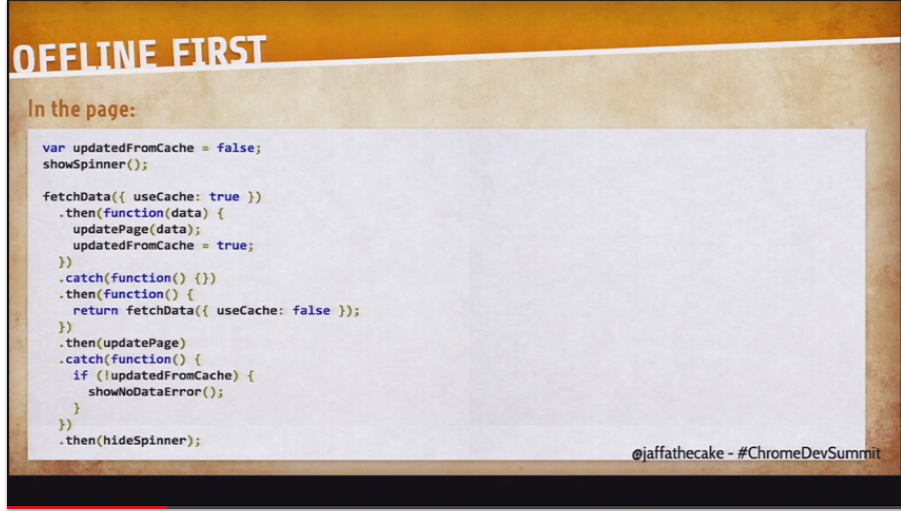 OFFLINE FIRST
In the page:
var updatedFromCache = false;
showSpinner();
fetchData({ useCache: true })
.then(function(data) {
updatePage(data);
updatedFromCache = true;
})
.catch(function() {})
.then(function() {
return fetchData({ useCache: false });
})
.then(updatePage)
.catch(function() {
if (!updatedFromCache) {
showNoDataError();
}
})
.then(hideSpinner);
@jaffathecake - #ChromeDevSummit